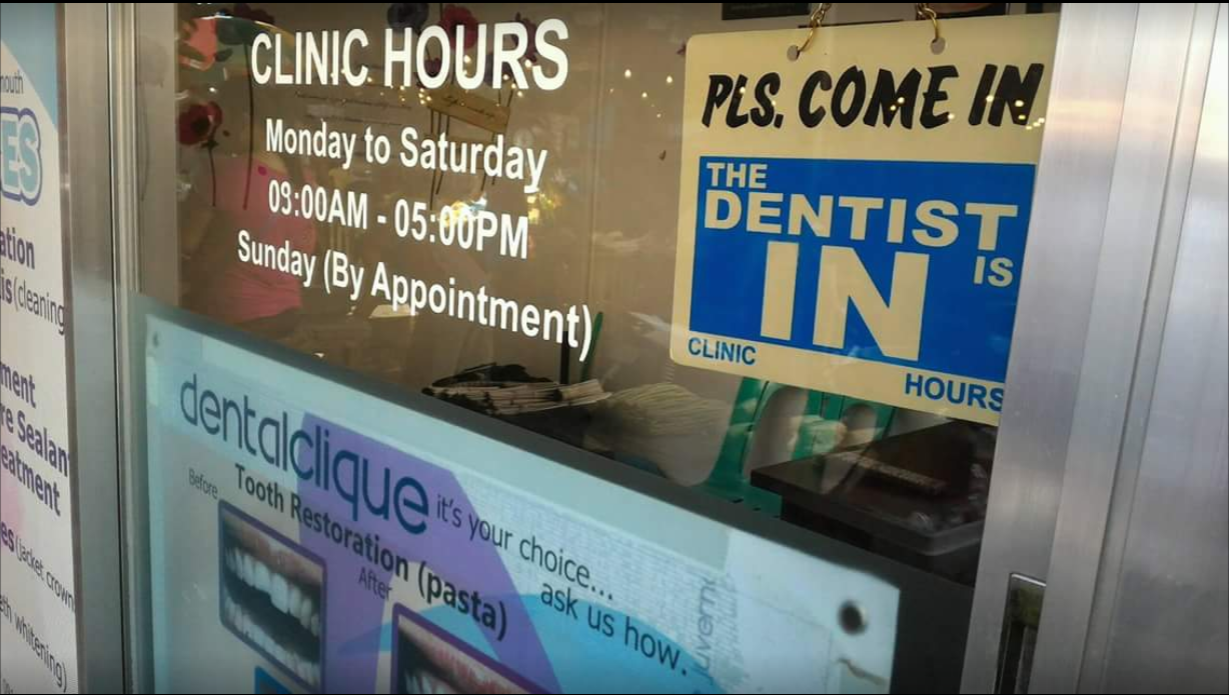 CLINIC HOURS
Monday to Saturday
09:00AM - 05:00PM
Sunday (By Appointment)
PLS. COME IN
THE
DENTIST
IS
IN
CLINIC
HOURS
dentalclique
it's your choice...
ask us how.
Tooth Restoration (pasta)
Before
After
mouth
ES
ation
is (cleaning
ment
re Sealan
eatment
es (jacket crown
eth whitening)